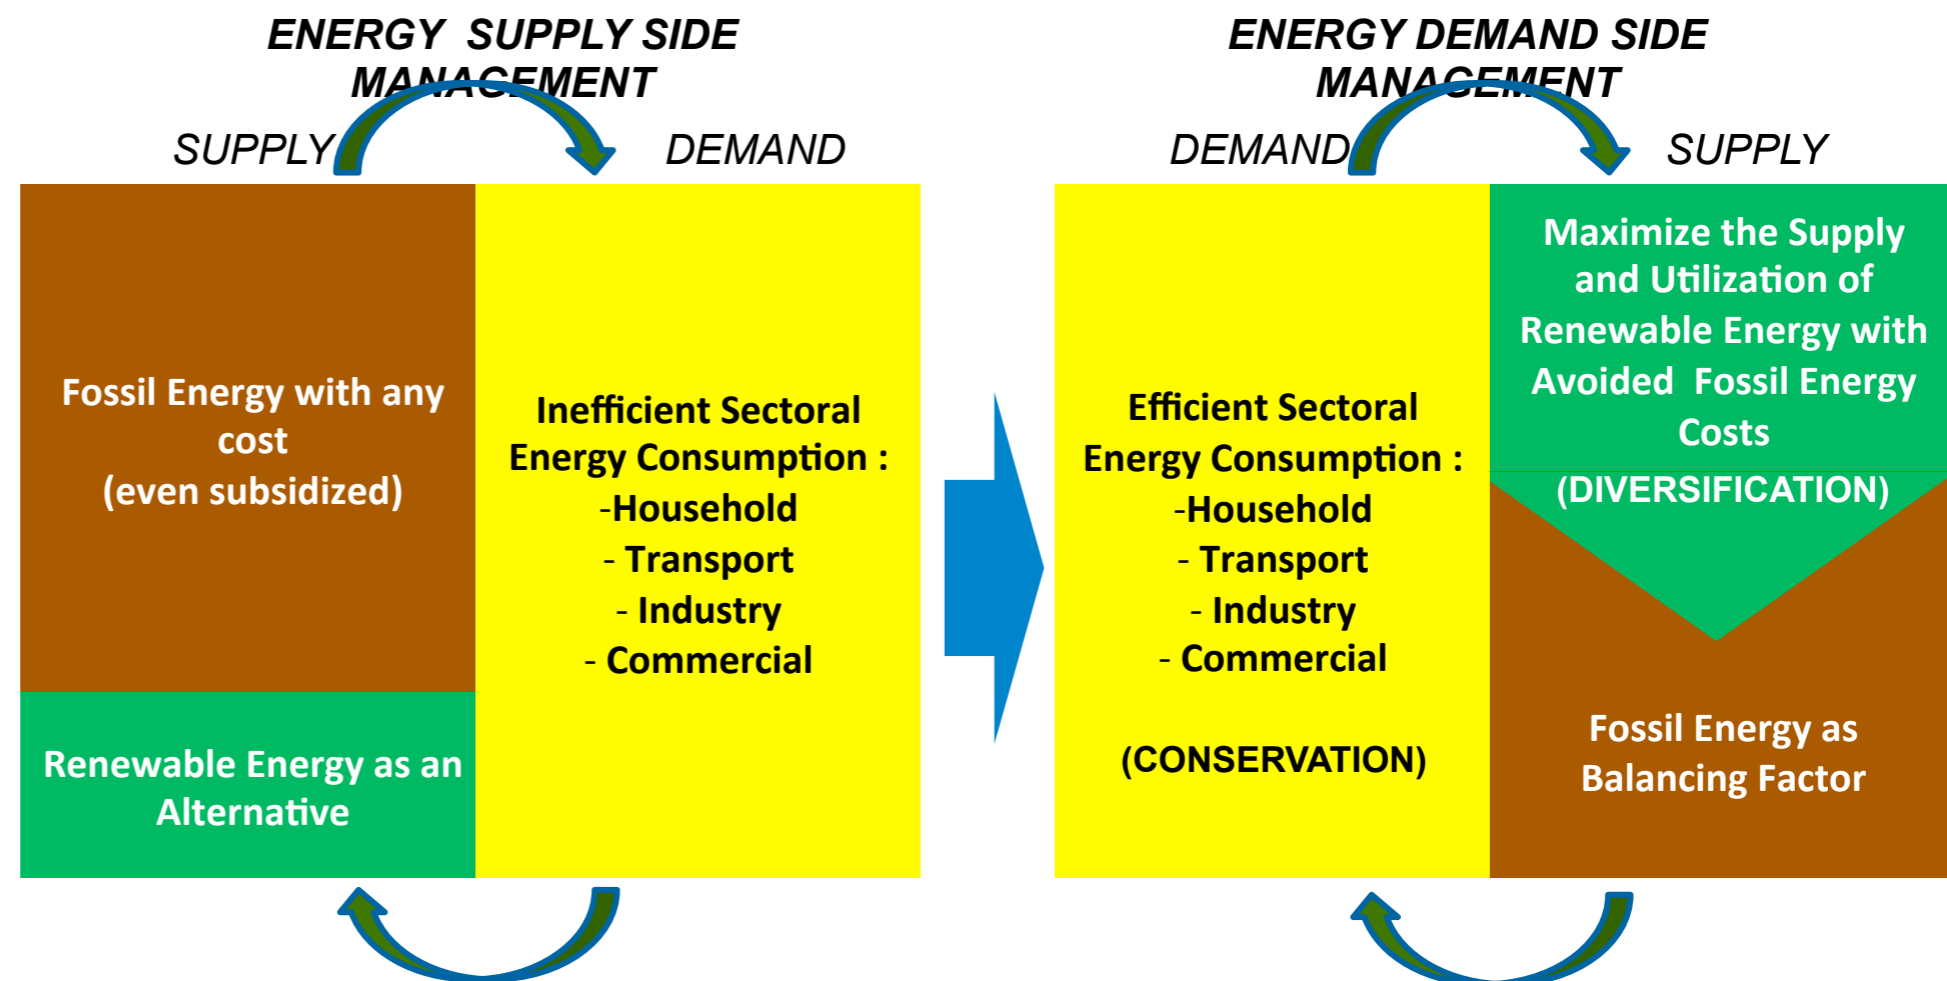 ENERGY SUPPLY SIDE
MANAGEMENT
SUPPLY
DEMAND
Fossil Energy with any
cost
(even subsidized)
Renewable Energy as an
Alternative
Inefficient Sectoral
Energy Consumption :
-Household
- Transport
- Industry
- Commercial
ENERGY DEMAND SIDE
MANAGEMENT
DEMAND
SUPPLY
Efficient Sectoral
Energy Consumption :
-Household
- Transport
- Industry
- Commercial
(CONSERVATION)
Maximize the Supply
and Utilization of
Renewable Energy with
Avoided Fossil Energy
Costs
(DIVERSIFICATION)
Fossil Energy as
Balancing Factor